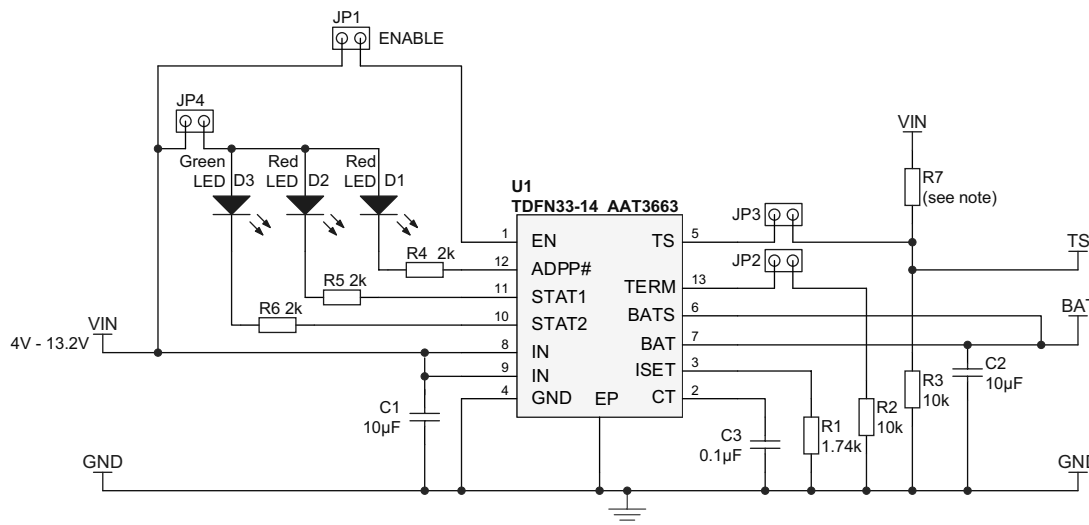 JP1
ENABLE
JP4
Green
LED D3
Red
LED D2
Red
LED D1
VIN
R7
(see note)
U1
TDFN33-14 AAT3663
JP3
JP2
TS
1 EN
TS 5
R4 2k
12 ADPP#
TERM 13
R5 2k
11 STAT1
BATS 6
BAT
R6 2k
10 STAT2
BAT 7
VIN
4V - 13.2V
8 IN
ISET 3
9 IN
CT 2
4 GND
EP
C1
10µF
C3
0.1µF
R1
1.74k
R2
10k
R3
10k
C2
10µF
GND
GND